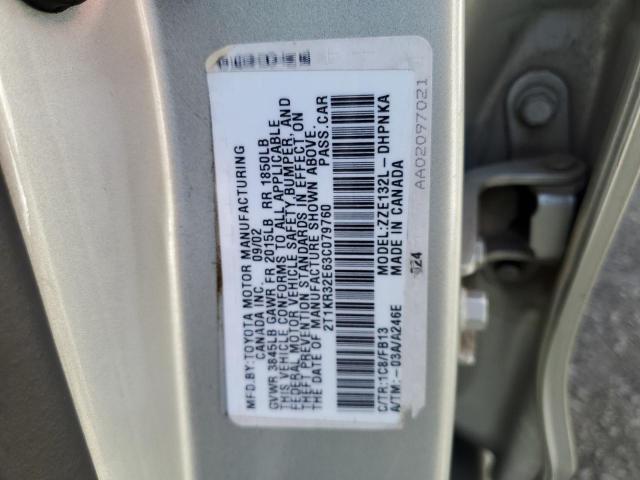 MFD.BY:TOYOTA MOTOR MANUFACTURING
CANADA INC. 09/02
GVWR 3845LB GAWR FR 2015LB RR 1850LB
THIS VEHICLE CONFORMS TO ALL APPLICABLE
FEDERAL MOTOR VEHICLE SAFETY, BUMPER, AND
THEFT PREVENTION STANDARDS IN EFFECT ON
THE DATE OF MANUFACTURE SHOWN ABOVE.
2T1KR32E63C079760 PASS.CAR
C/TR:1C8/FB13 MODEL:ZZE132L-DHPNKA
A/TM:-03A/A246E MADE IN CANADA
024
AA02097021